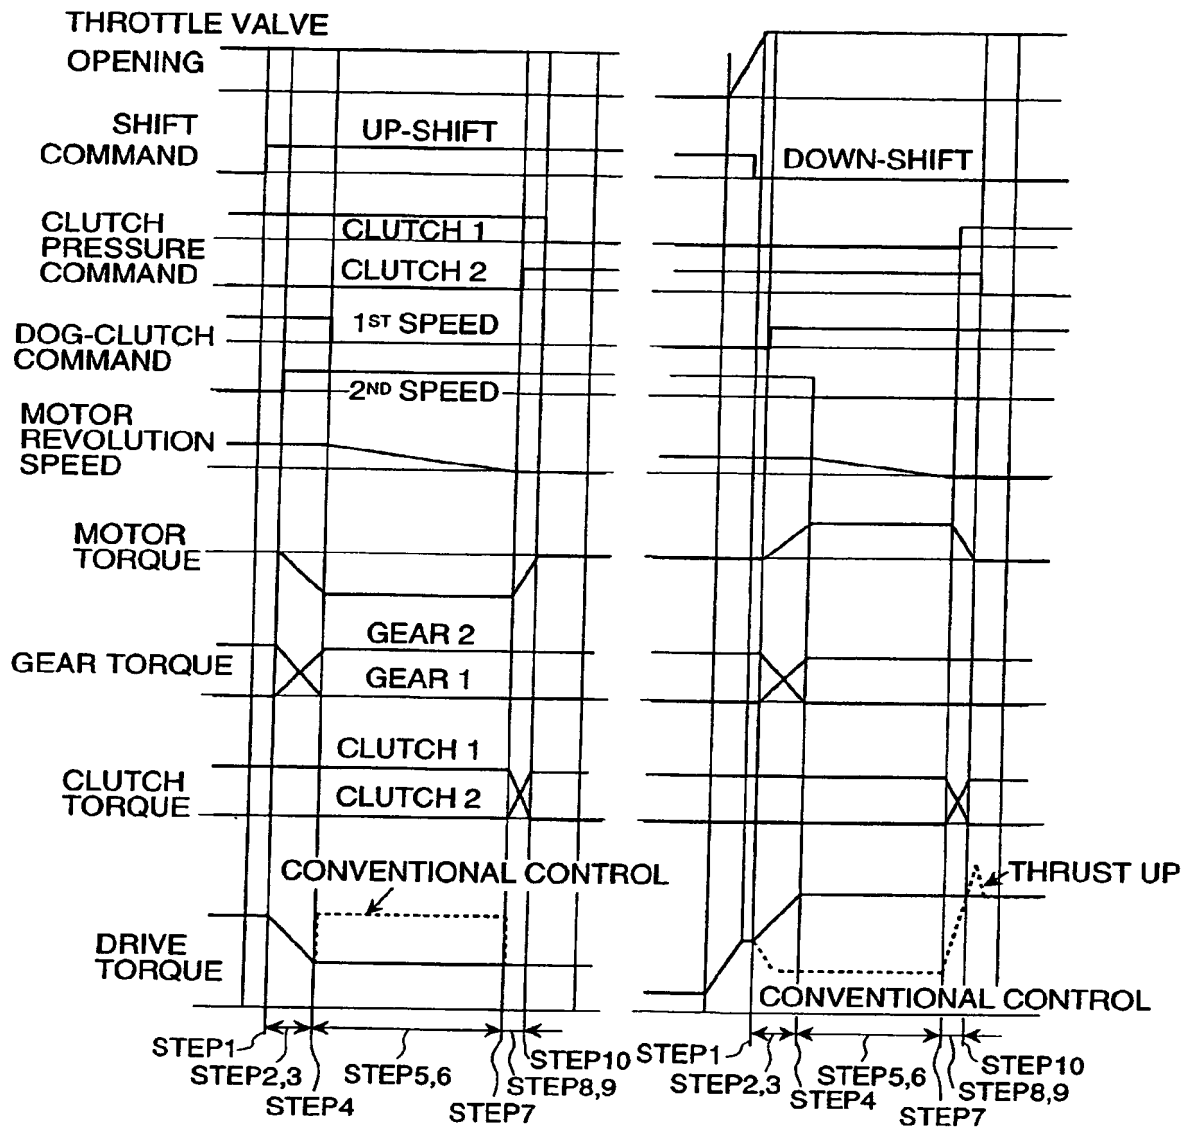 THROTTLE VALVE
OPENING
SHIFT
COMMAND
UP-SHIFT
DOWN-SHIFT
CLUTCH
PRESSURE
COMMAND
CLUTCH 1
CLUTCH 2
DOG-CLUTCH
COMMAND
1ST SPEED
2ND SPEED
MOTOR
REVOLUTION
SPEED
MOTOR
TORQUE
GEAR TORQUE
GEAR 2
GEAR 1
CLUTCH
TORQUE
CLUTCH 1
CLUTCH 2
CONVENTIONAL CONTROL
THRUST UP
DRIVE
TORQUE
CONVENTIONAL CONTROL
STEP1
STEP2,3
STEP4
STEP5,6
STEP7
STEP8,9
STEP10
STEP1
STEP2,3
STEP4
STEP5,6
STEP7
STEP8,9
STEP10